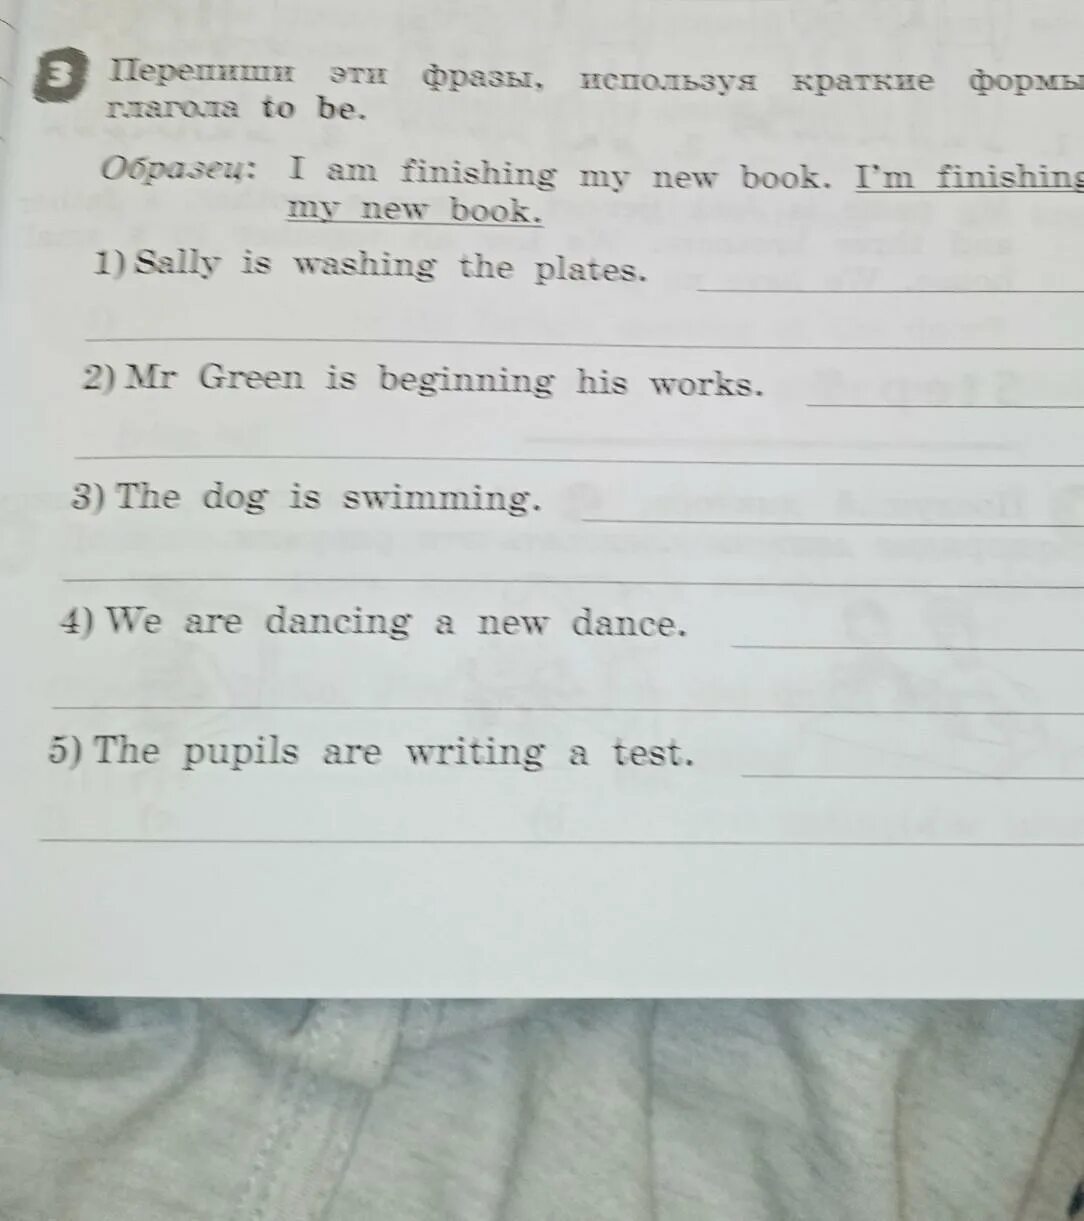 3 Перепиши эти фразы, используя краткие формы
глагола to be.
Образец: I am finishing my new book. I'm finishing
my new book.
1) Sally is washing the plates.
2) Mr Green is beginning his works.
3) The dog is swimming.
4) We are dancing a new dance.
5) The pupils are writing a test.